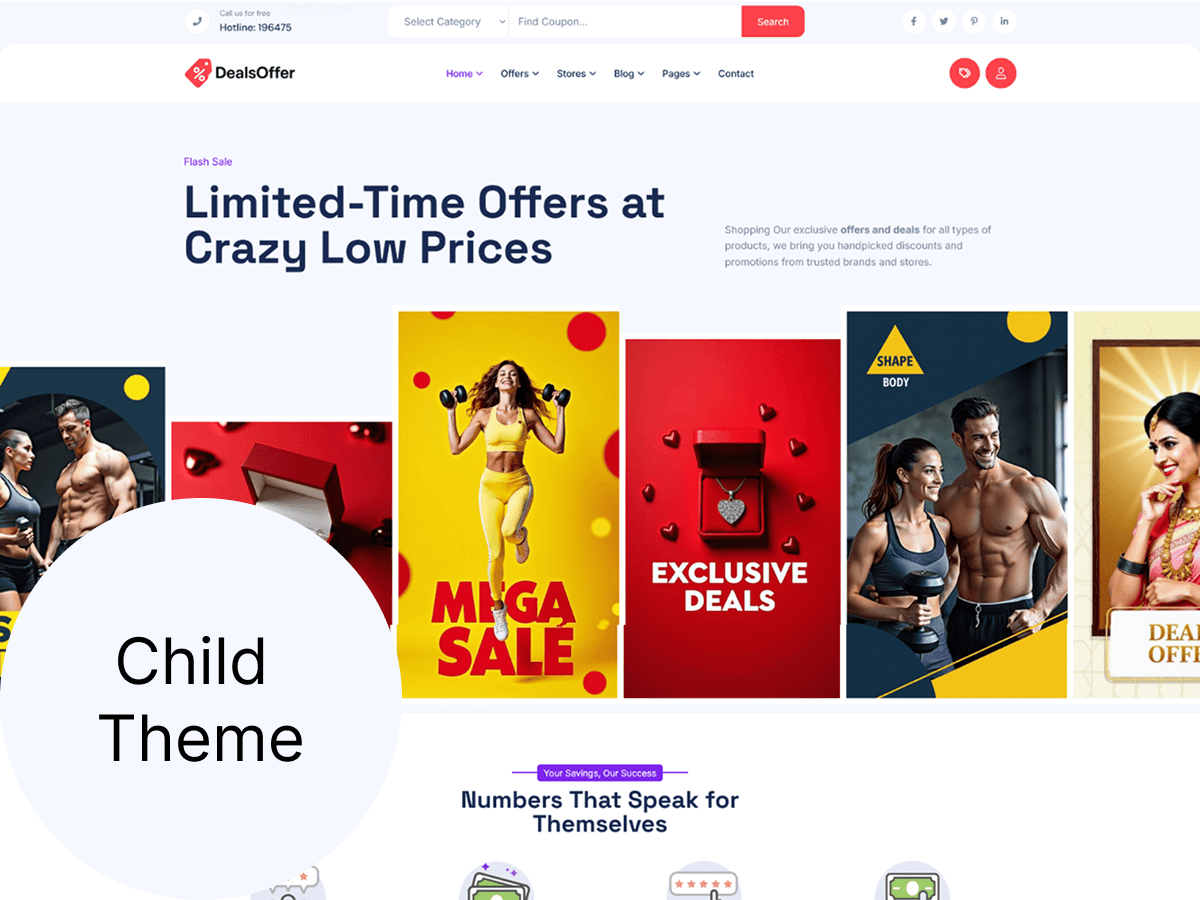 Call us for free
Hotline: 196475
Select Category
Find Coupon...
Search
DealsOffer
Home
Offers
Stores
Blog
Pages
Contact
Flash Sale
Limited-Time Offers at
Crazy Low Prices
Shopping Our exclusive offers and deals for all types of
products, we bring you handpicked discounts and
promotions from trusted brands and stores.
MEGA
SALE
EXCLUSIVE
DEALS
SHAPE
BODY
Child
Theme
Your Savings, Our Success
Numbers That Speak for
Themselves